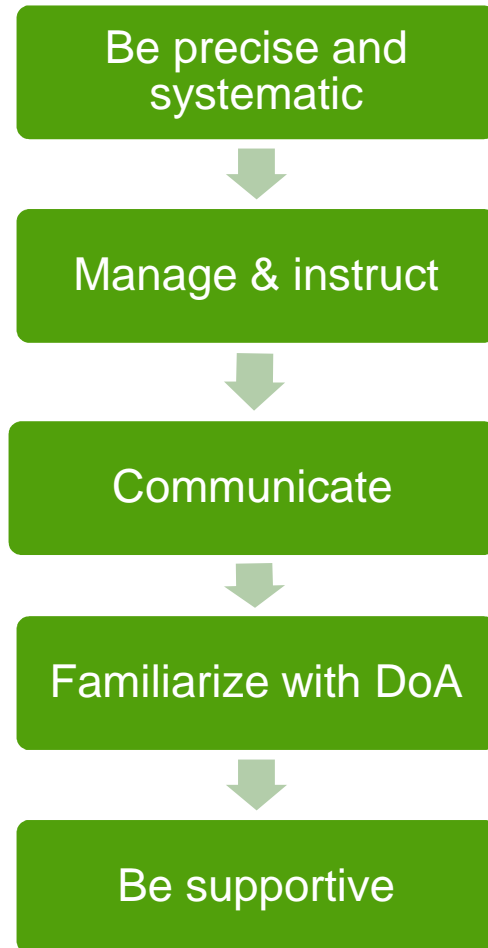 Be precise and
systematic
Manage & instruct
Communicate
Familiarize with DoA
Be supportive